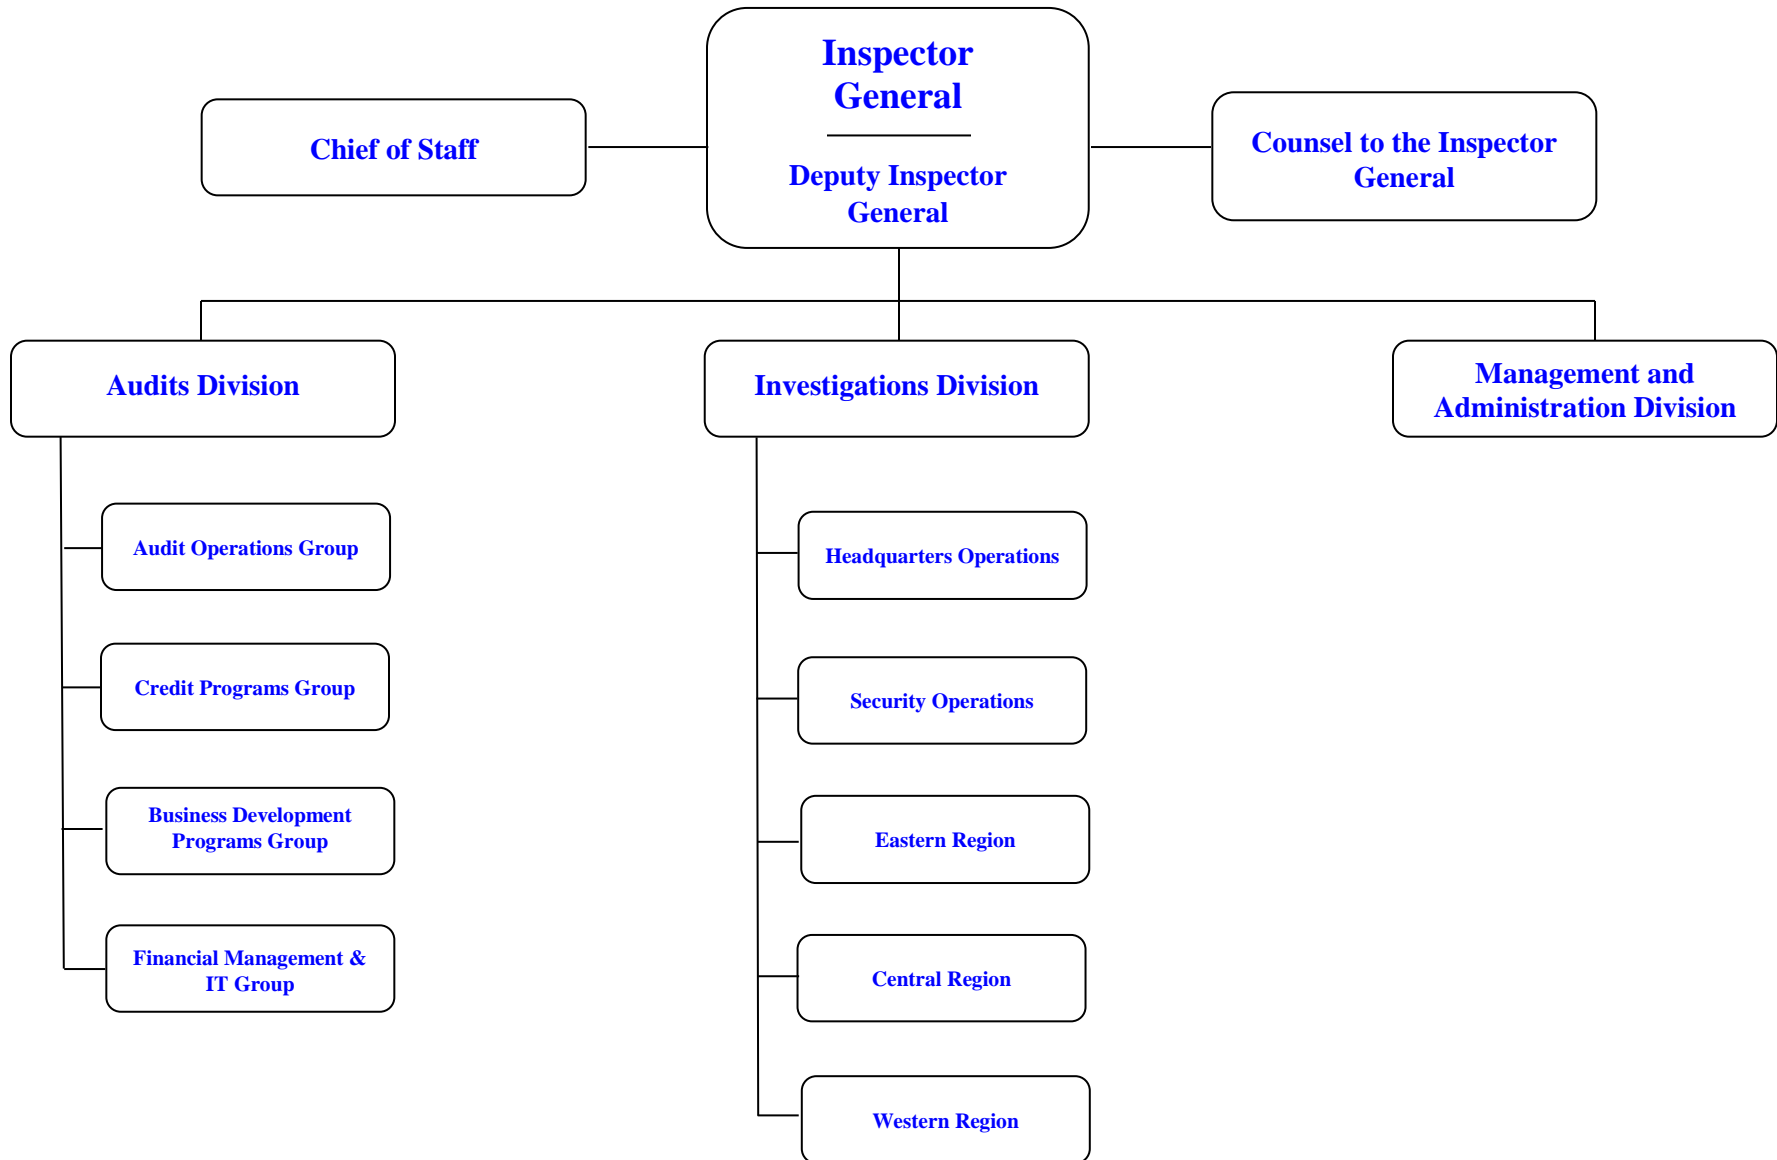 Inspector
General
Deputy Inspector
General
Chief of Staff
Counsel to the Inspector
General
Audits Division
Investigations Division
Management and
Administration Division
Audit Operations Group
Credit Programs Group
Business Development
Programs Group
Financial Management &
IT Group
Headquarters Operations
Security Operations
Eastern Region
Central Region
Western Region